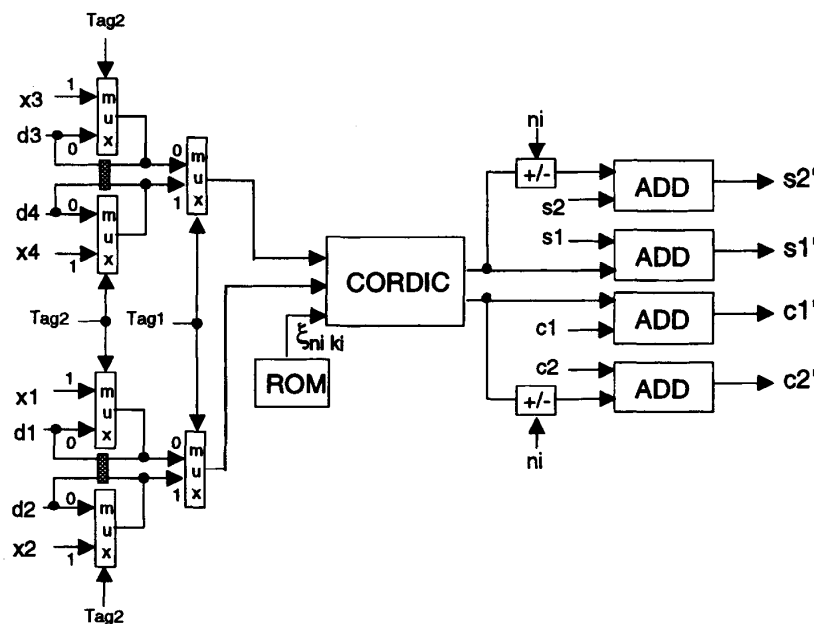 Tag2
x3
1
m
u
x
d3
0
0
m
u
x
1
d4
0
m
u
x
x4
1
Tag2
Tag1
x1
1
m
u
x
d1
0
0
m
u
x
1
d2
0
m
u
x
x2
1
Tag2
CORDIC
ξni ki
ROM
ni
+/-
s2
ADD
s2'
s1
ADD
s1'
c1
ADD
c1'
c2
ADD
c2'
+/-
ni